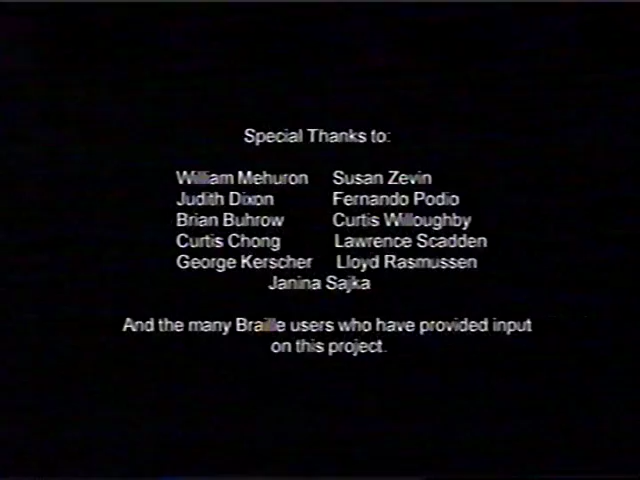 Special Thanks to:
William Mehuron Susan Zevin
Judith Dixon Fernando Podio
Brian Buhrow Curtis Willoughby
Curtis Chong Lawrence Scadden
George Kerscher Lloyd Rasmussen
Janina Sajka
And the many Braille users who have provided input
on this project.